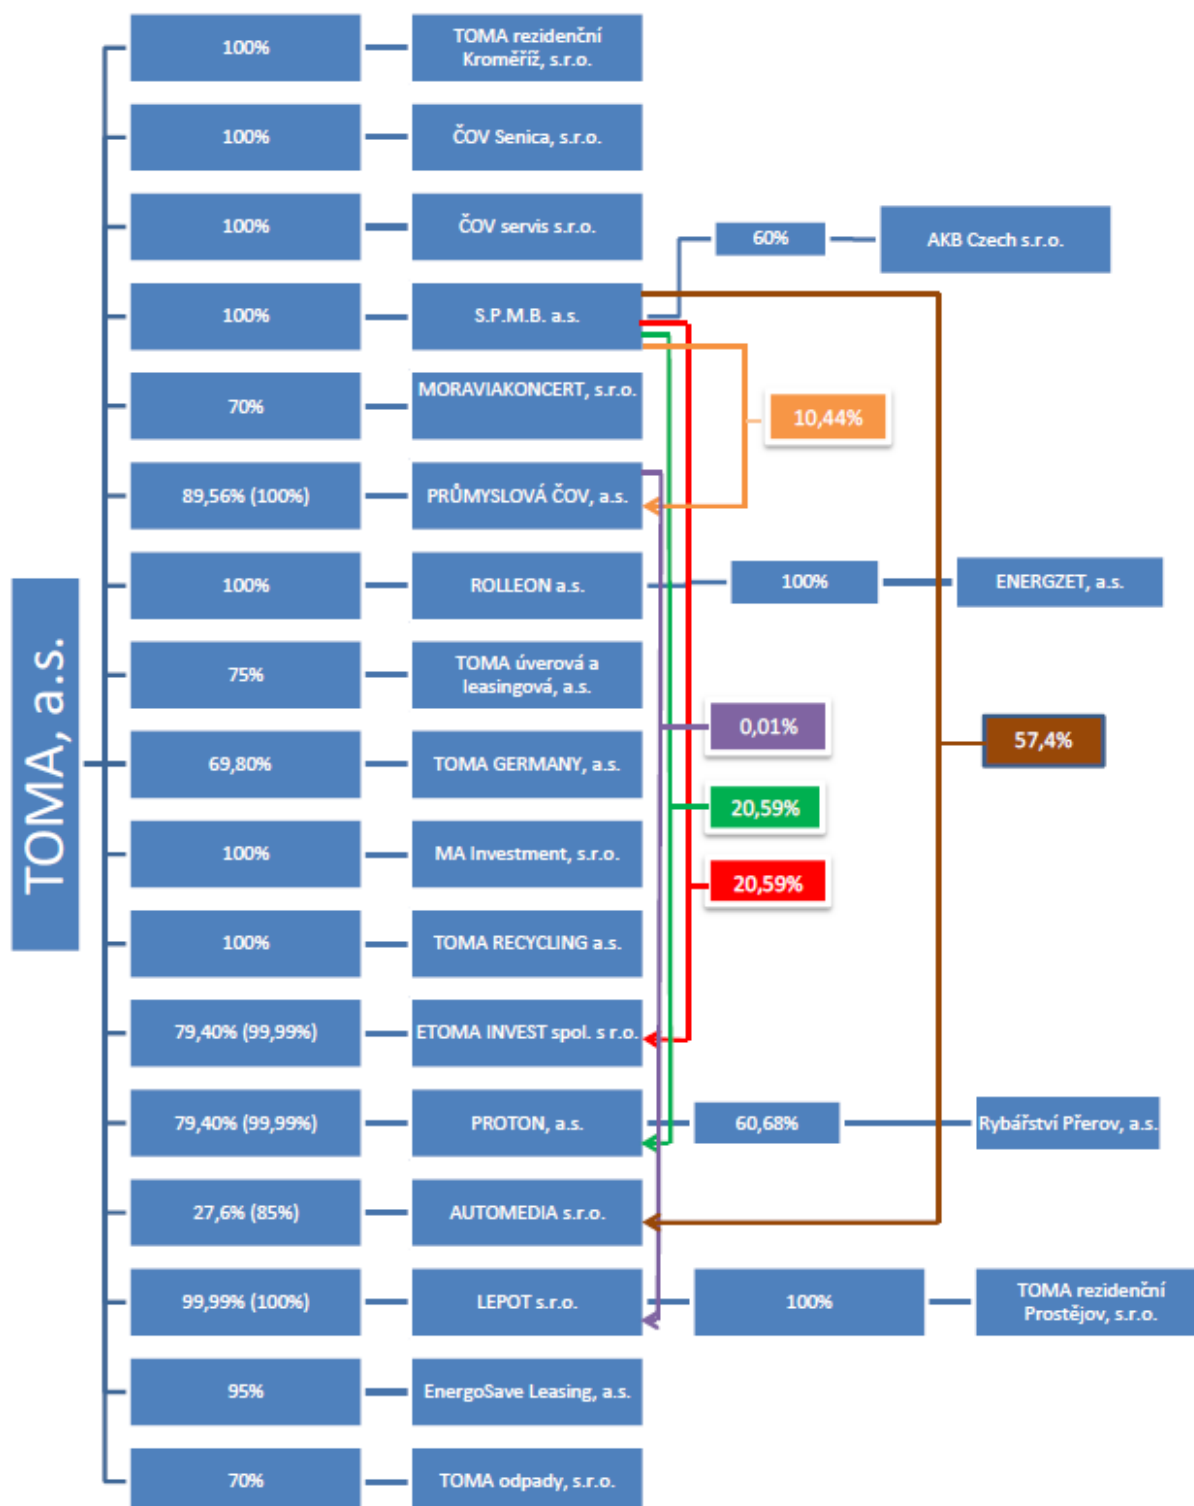 TOMA, a.s.
100%
TOMA rezidenční
Kroměříž, s.r.o.
100%
ČOV Senica, s.r.o.
100%
ČOV servis s.r.o.
60%
AKB Czech s.r.o.
100%
S.P.M.B. a.s.
70%
MORAVIAKONCERT, s.r.o.
10,44%
89,56% (100%)
PRŮMYSLOVÁ ČOV, a.s.
100%
ROLLEON a.s.
100%
ENERGZET, a.s.
75%
TOMA úverová a
leasingová, a.s.
0,01%
57,4%
69,80%
TOMA GERMANY, a.s.
20,59%
100%
MA Investment, s.r.o.
20,59%
100%
TOMA RECYCLING a.s.
79,40% (99,99%)
ETOMA INVEST spol. s r.o.
79,40% (99,99%)
PROTON, a.s.
60,68%
Rybářství Přerov, a.s.
27,6% (85%)
AUTOMEDIA s.r.o.
99,99% (100%)
LEPOT s.r.o.
100%
TOMA rezidenční
Prostějov, s.r.o.
95%
EnergoSave Leasing, a.s.
70%
TOMA odpady, s.r.o.